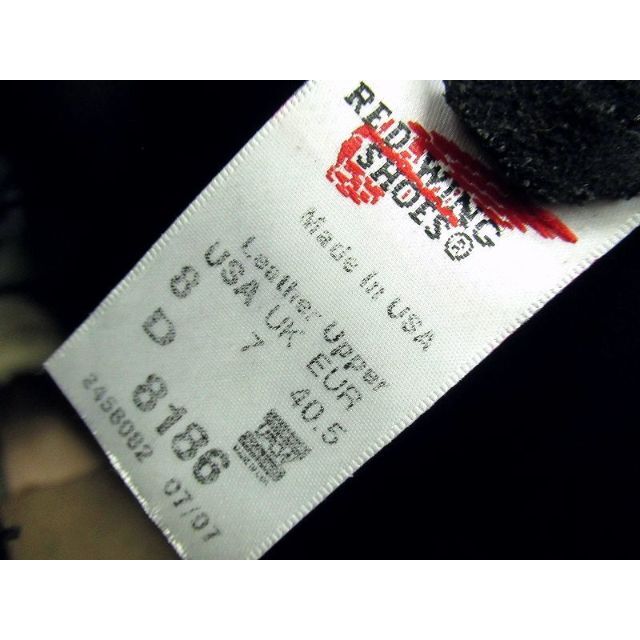 RED WING
SHOES®
Made In USA
Leather Upper
USA UK EUR
8 7 40.5
D
8186
2458082 07/07